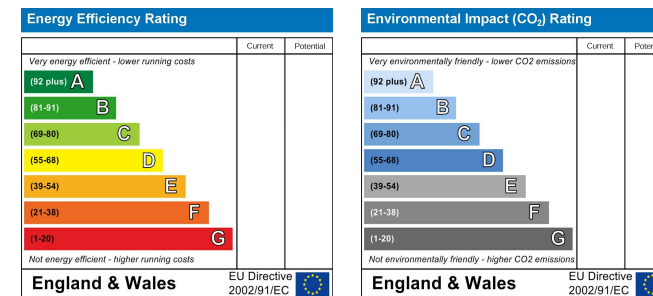 Energy Efficiency Rating
Current Potential
Very energy efficient - lower running costs
(92 plus) A
(81-91) B
(69-80) C
(55-68) D
(39-54) E
(21-38) F
(1-20) G
Not energy efficient - higher running costs
England & Wales
EU Directive
2002/91/EC
Environmental Impact (CO₂) Rating
Current Poten
Very environmentally friendly - lower CO2 emissions
(92 plus) A
(81-91) B
(69-80) C
(55-68) D
(39-54) E
(21-38) F
(1-20) G
Not environmentally friendly - higher CO2 emissions
England & Wales
EU Directive
2002/91/EC